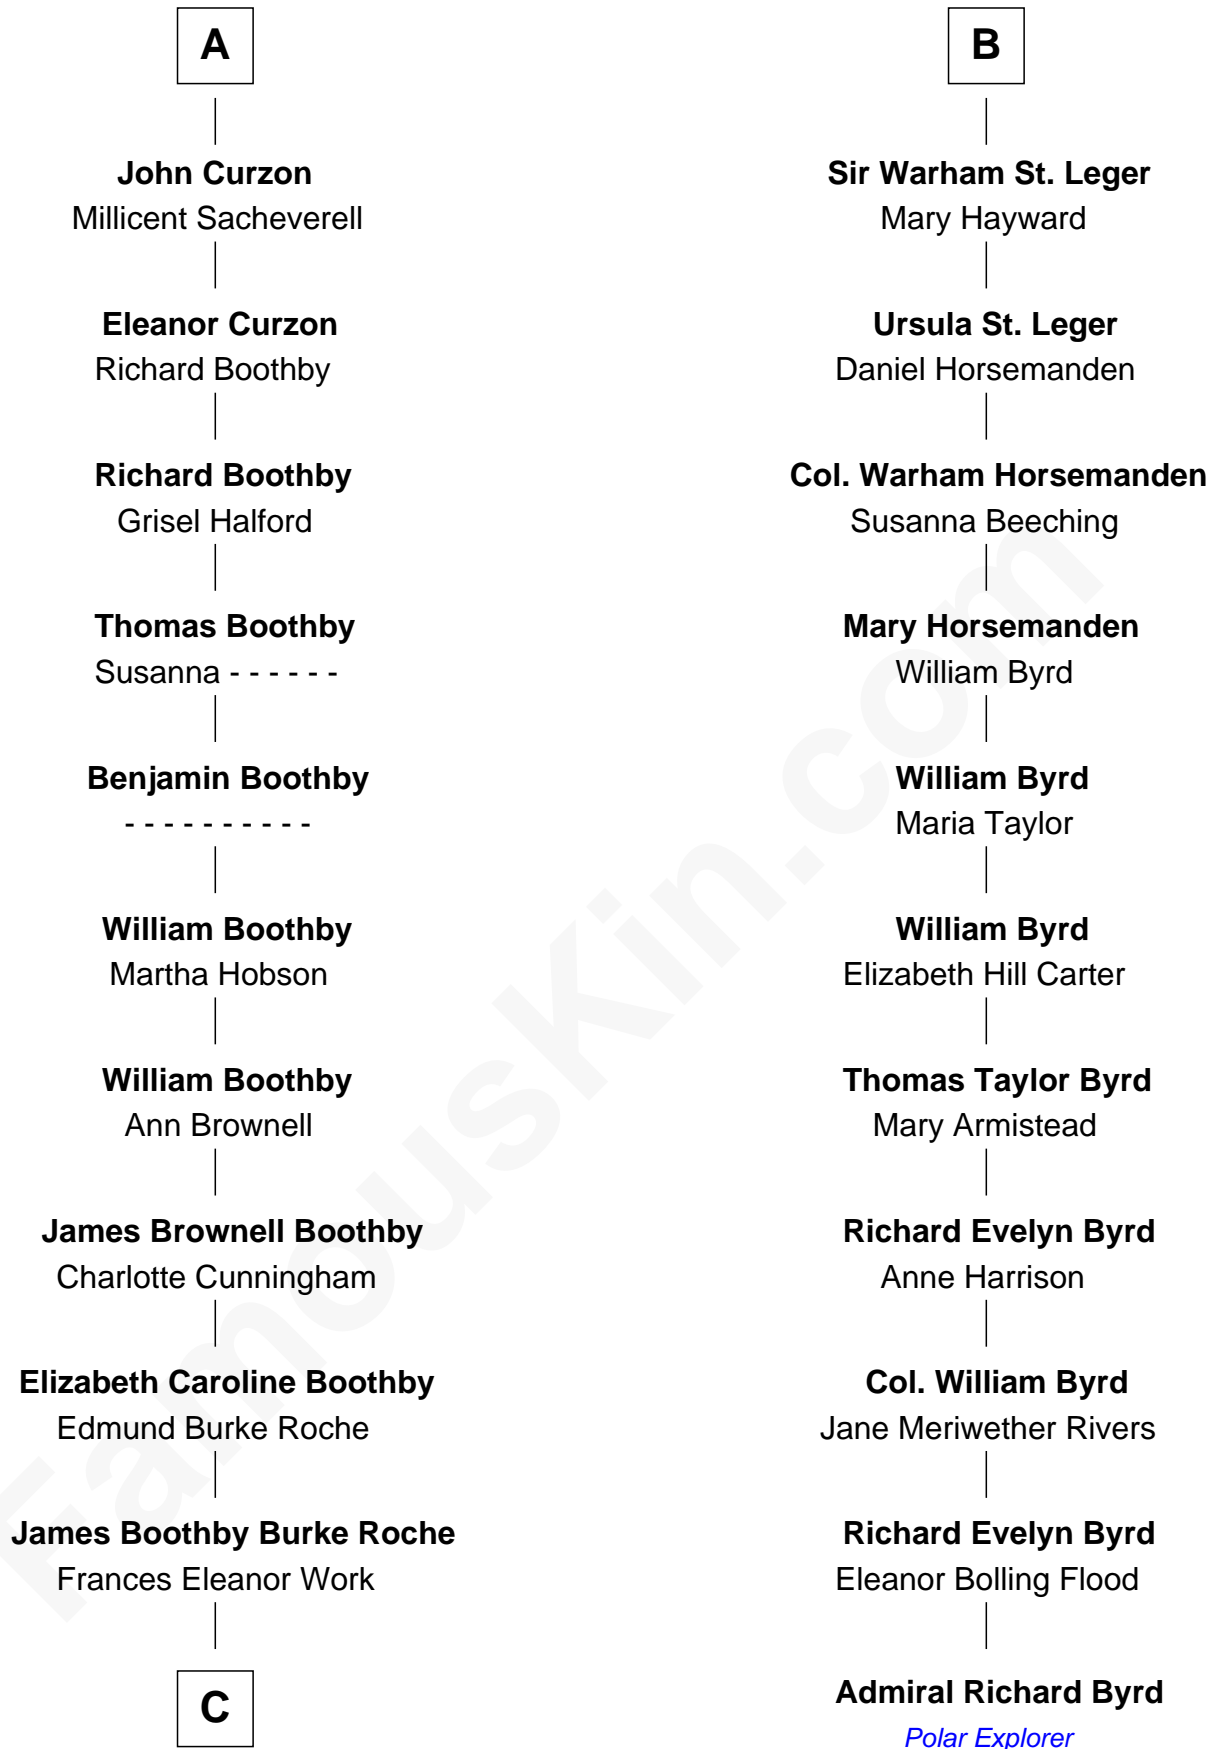 A
John Curzon
Millicent Sacheverell
Eleanor Curzon
Richard Boothby
Richard Boothby
Grisel Halford
Thomas Boothby
Susanna - - - - - -
Benjamin Boothby
- - - - - - - - - -
William Boothby
Martha Hobson
William Boothby
Ann Brownell
James Brownell Boothby
Charlotte Cunningham
Elizabeth Caroline Boothby
Edmund Burke Roche
James Boothby Burke Roche
Frances Eleanor Work
C
B
Sir Warham St. Leger
Mary Hayward
Ursula St. Leger
Daniel Horsemanden
Col. Warham Horsemanden
Susanna Beeching
Mary Horsemanden
William Byrd
William Byrd
Maria Taylor
William Byrd
Elizabeth Hill Carter
Thomas Taylor Byrd
Mary Armistead
Richard Evelyn Byrd
Anne Harrison
Col. William Byrd
Jane Meriwether Rivers
Richard Evelyn Byrd
Eleanor Bolling Flood
Admiral Richard Byrd
Polar Explorer
FamousKin.com